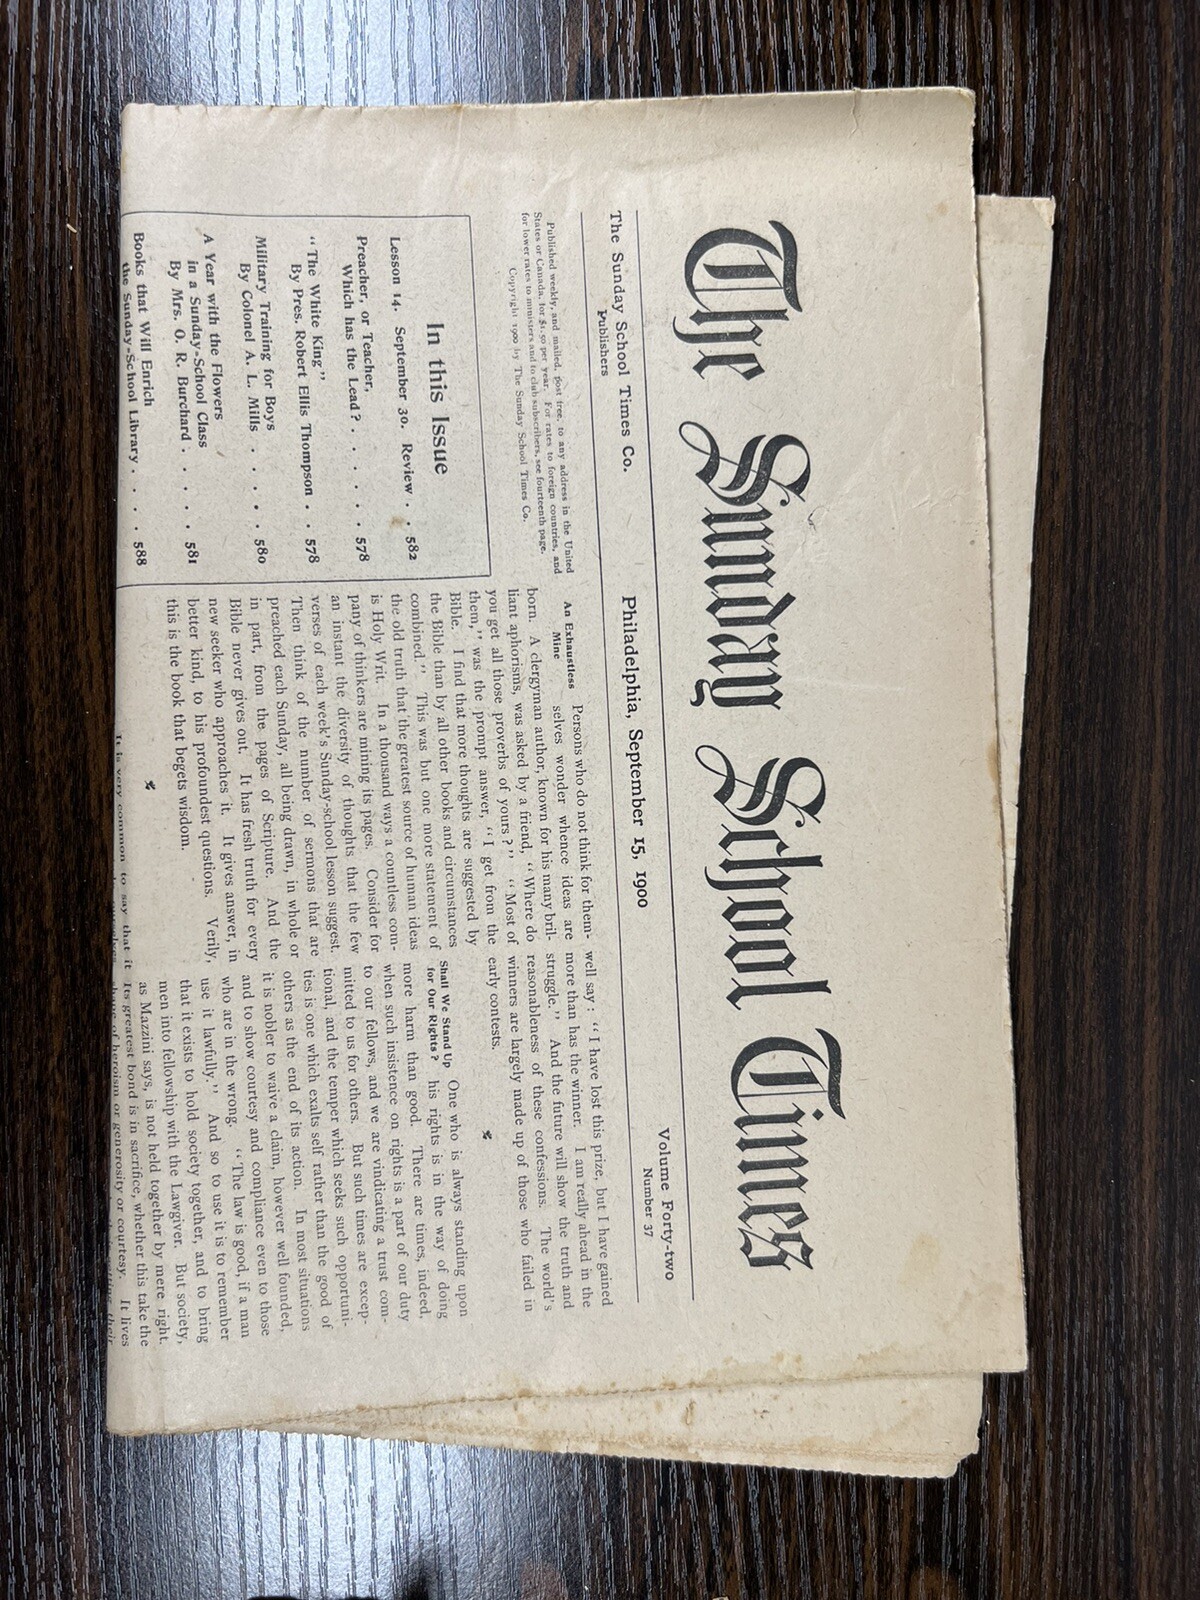 The Sunday School Times
The Sunday School Times Co.
Publishers
Philadelphia, September 15, 1900
Volume Forty-two
Number 37
Published weekly, and mailed, post free, to any address in the United
States or Canada, for $1.50 per year. For rates to foreign countries, and
for lower rates to ministers and to club subscribers, see fourteenth page.
Copyright 1900 by The Sunday School Times Co.
In this Issue
Lesson 14. September 30. Review . . 582
Preacher, or Teacher,
Which has the Lead? . . . . . 578
"The White King"
By Pres. Robert Ellis Thompson . . 578
Military Training for Boys
By Colonel A. L. Mills . . . . . 580
A Year with the Flowers
in a Sunday-School Class
By Mrs. O. R. Burchard . . . . . 581
Books that Will Enrich
the Sunday-School Library . . . . 588
An Exhaustless
Mine
Persons who do not think for them-
selves wonder whence ideas are
born. A clergyman author, known for his many bril-
liant aphorisms, was asked by a friend, "Where do
you get all those proverbs of yours?" "Most of
them," was the prompt answer, "I get from the
Bible. I find that more thoughts are suggested by
the Bible than by all other books and circumstances
combined." This was but one more statement of
the old truth that the greatest source of human ideas
is Holy Writ. In a thousand ways a countless com-
pany of thinkers are mining its pages. Consider for
an instant the diversity of thoughts that the few
verses of each week's Sunday-school lesson suggest.
Then think of the number of sermons that are
preached each Sunday, all being drawn, in whole or
in part, from the pages of Scripture. And the
Bible never gives out. It has fresh truth for every
new seeker who approaches it. It gives answer, in
better kind, to his profoundest questions. Verily,
this is the book that begets wisdom.
It is very common to say that it
well say: "I have lost this prize, but I have gained
more than has the winner. I am really ahead in the
struggle." And the future will show the truth and
reasonableness of these confessions. The world's
winners are largely made up of those who failed in
early contests.
Shall We Stand Up
for Our Rights?
One who is always standing upon
his rights is in the way of doing
more harm than good. There are times, indeed,
when such insistence on rights is a part of our duty
to our fellows, and we are vindicating a trust com-
mitted to us for others. But such times are excep-
tional, and the temper which seeks such opportuni-
ties is one which exalts self rather than the good of
others as the end of its action. In most situations
it is nobler to waive a claim, however well founded,
and to show courtesy and compliance even to those
who are in the wrong. "The law is good, if a man
use it lawfully." And so to use it is to remember
that it exists to hold society together, and to bring
men into fellowship with the Lawgiver. But society,
as Mazzini says, is not held together by mere right.
Its greatest bond is in sacrifice, whether this take the
shape of heroism or generosity or courtesy. It lives